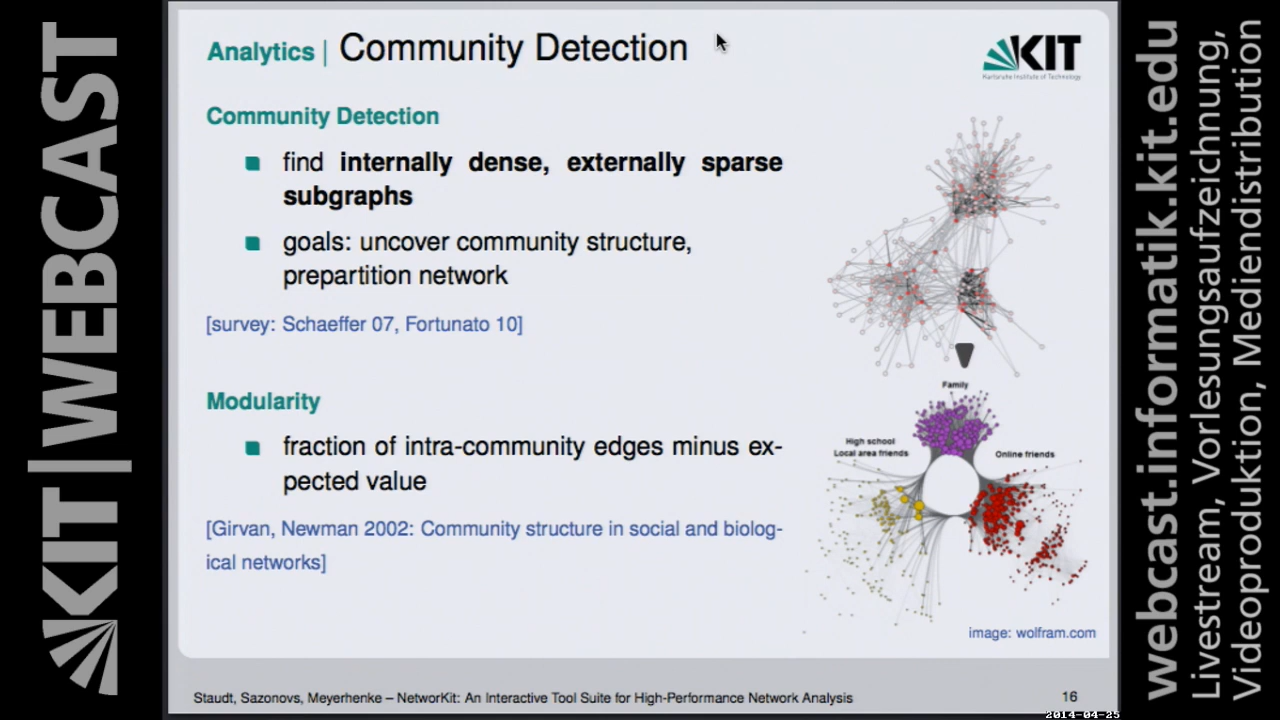 KIT | WEBCAST
Analytics | Community Detection
KIT
Karlsruhe Institute of Technology
Community Detection
find internally dense, externally sparse
subgraphs
goals: uncover community structure,
prepartition network
[survey: Schaeffer 07, Fortunato 10]
Modularity
fraction of intra-community edges minus ex-
pected value
[Girvan, Newman 2002: Community structure in social and biolog-
ical networks]
Family
High school
Local area friends
Online friends
image: wolfram.com
Staudt, Sazonovs, Meyerhenke – NetworKit: An Interactive Tool Suite for High-Performance Network Analysis
16
2014-04-25
webcast.informatik.kit.edu
Livestream, Vorlesungsaufzeichnung,
Videoproduktion, Mediendistribution